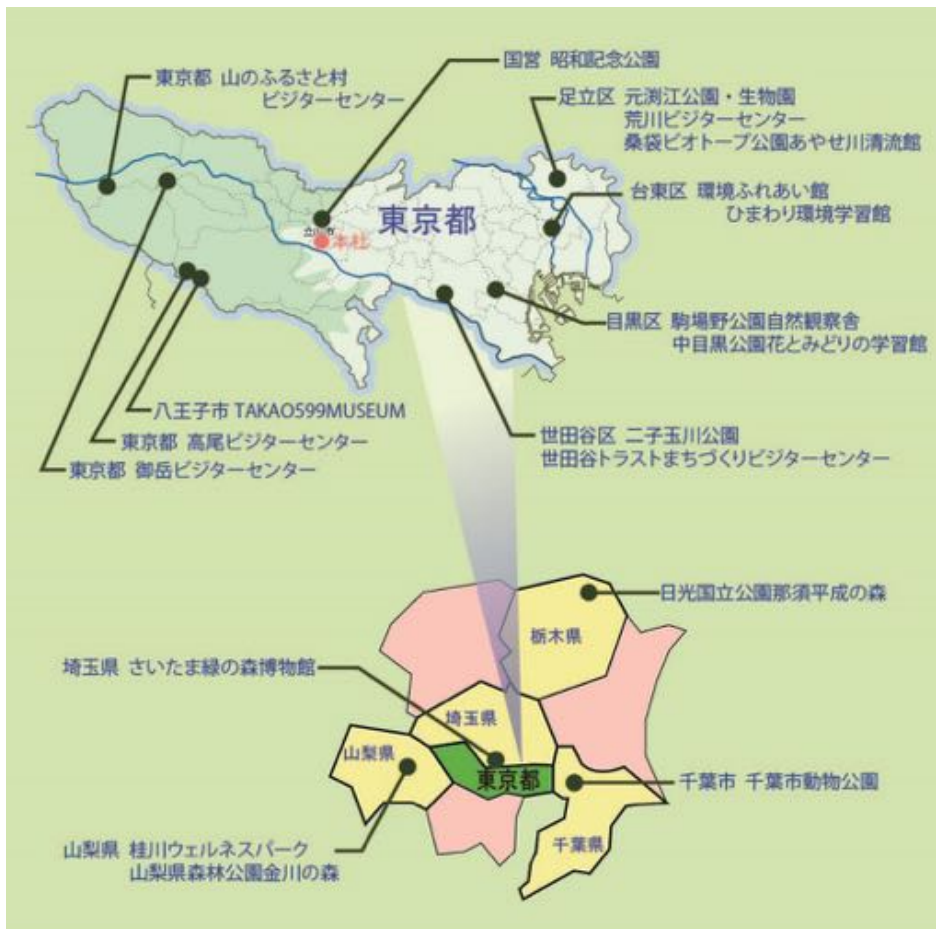 国営 昭和記念公園
東京都 山のふるさと村
ビジターセンター
足立区 元渕江公園・生物園
荒川ビジターセンター
桑袋ビオトープ公園あやせ川清流館
台東区 環境ふれあい館
ひまわり環境学習館
東京都
立川市
本社
目黒区 駒場野公園自然観察舎
中目黒公園花とみどりの学習館
八王子市 TAKAO599MUSEUM
東京都 高尾ビジターセンター
東京都 御岳ビジターセンター
世田谷区 二子玉川公園
世田谷トラストまちづくりビジターセンター
日光国立公園那須平成の森
栃木県
埼玉県 さいたま緑の森博物館
埼玉県
山梨県
東京都
千葉市 千葉市動物公園
千葉県
山梨県 桂川ウェルネスパーク
山梨県森林公園金川の森